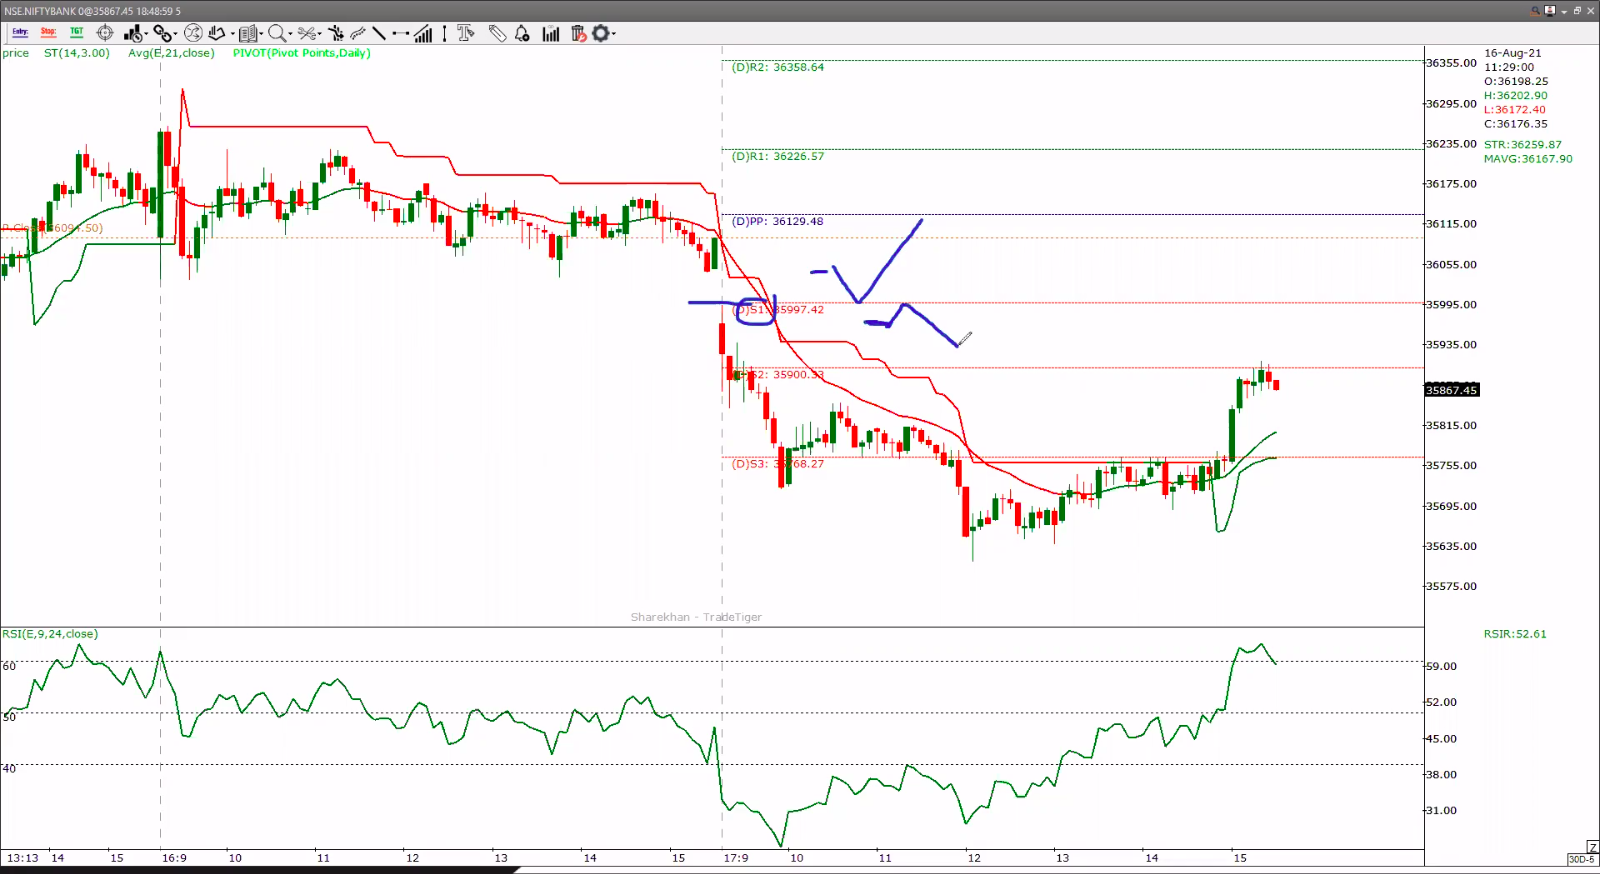 NSE.NIFTYBANK 0@35867.45 18:48:59 5
Entry: Stop: TGT
price ST(14,3.00) Avg(E,21,close) PIVOT(Pivot Points,Daily)
16-Aug-21
11:29:00
O:36198.25
H:36202.90
L:36172.40
C:36176.35
STR:36259.87
MAVG:36167.90
(D)R2: 36358.64
(D)R1: 36226.57
(D)PP: 36129.48
(D)S1: 35997.42
S2: 35900.33
(D)S3: 35768.27
36355.00
36295.00
36235.00
36175.00
36115.00
36055.00
35995.00
35935.00
35867.45
35815.00
35755.00
35695.00
35635.00
35575.00
Sharekhan - TradeTiger
RSI(E,9,24,close)
RSIR:52.61
60
50
40
59.00
52.00
45.00
38.00
31.00
13:13 14 15 16:9 10 11 12 13 14 15 17:9 10 11 12 13 14 15
Z
30D-5